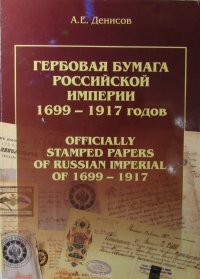 А.Е. Денисов
ГЕРБОВАЯ БУМАГА
РОССИЙСКОЙ
ИМПЕРИИ
1699 – 1917 годов
OFFICIALLY
STAMPED PAPERS
OF RUSSIAN IMPERIAL
OF 1699 – 1917